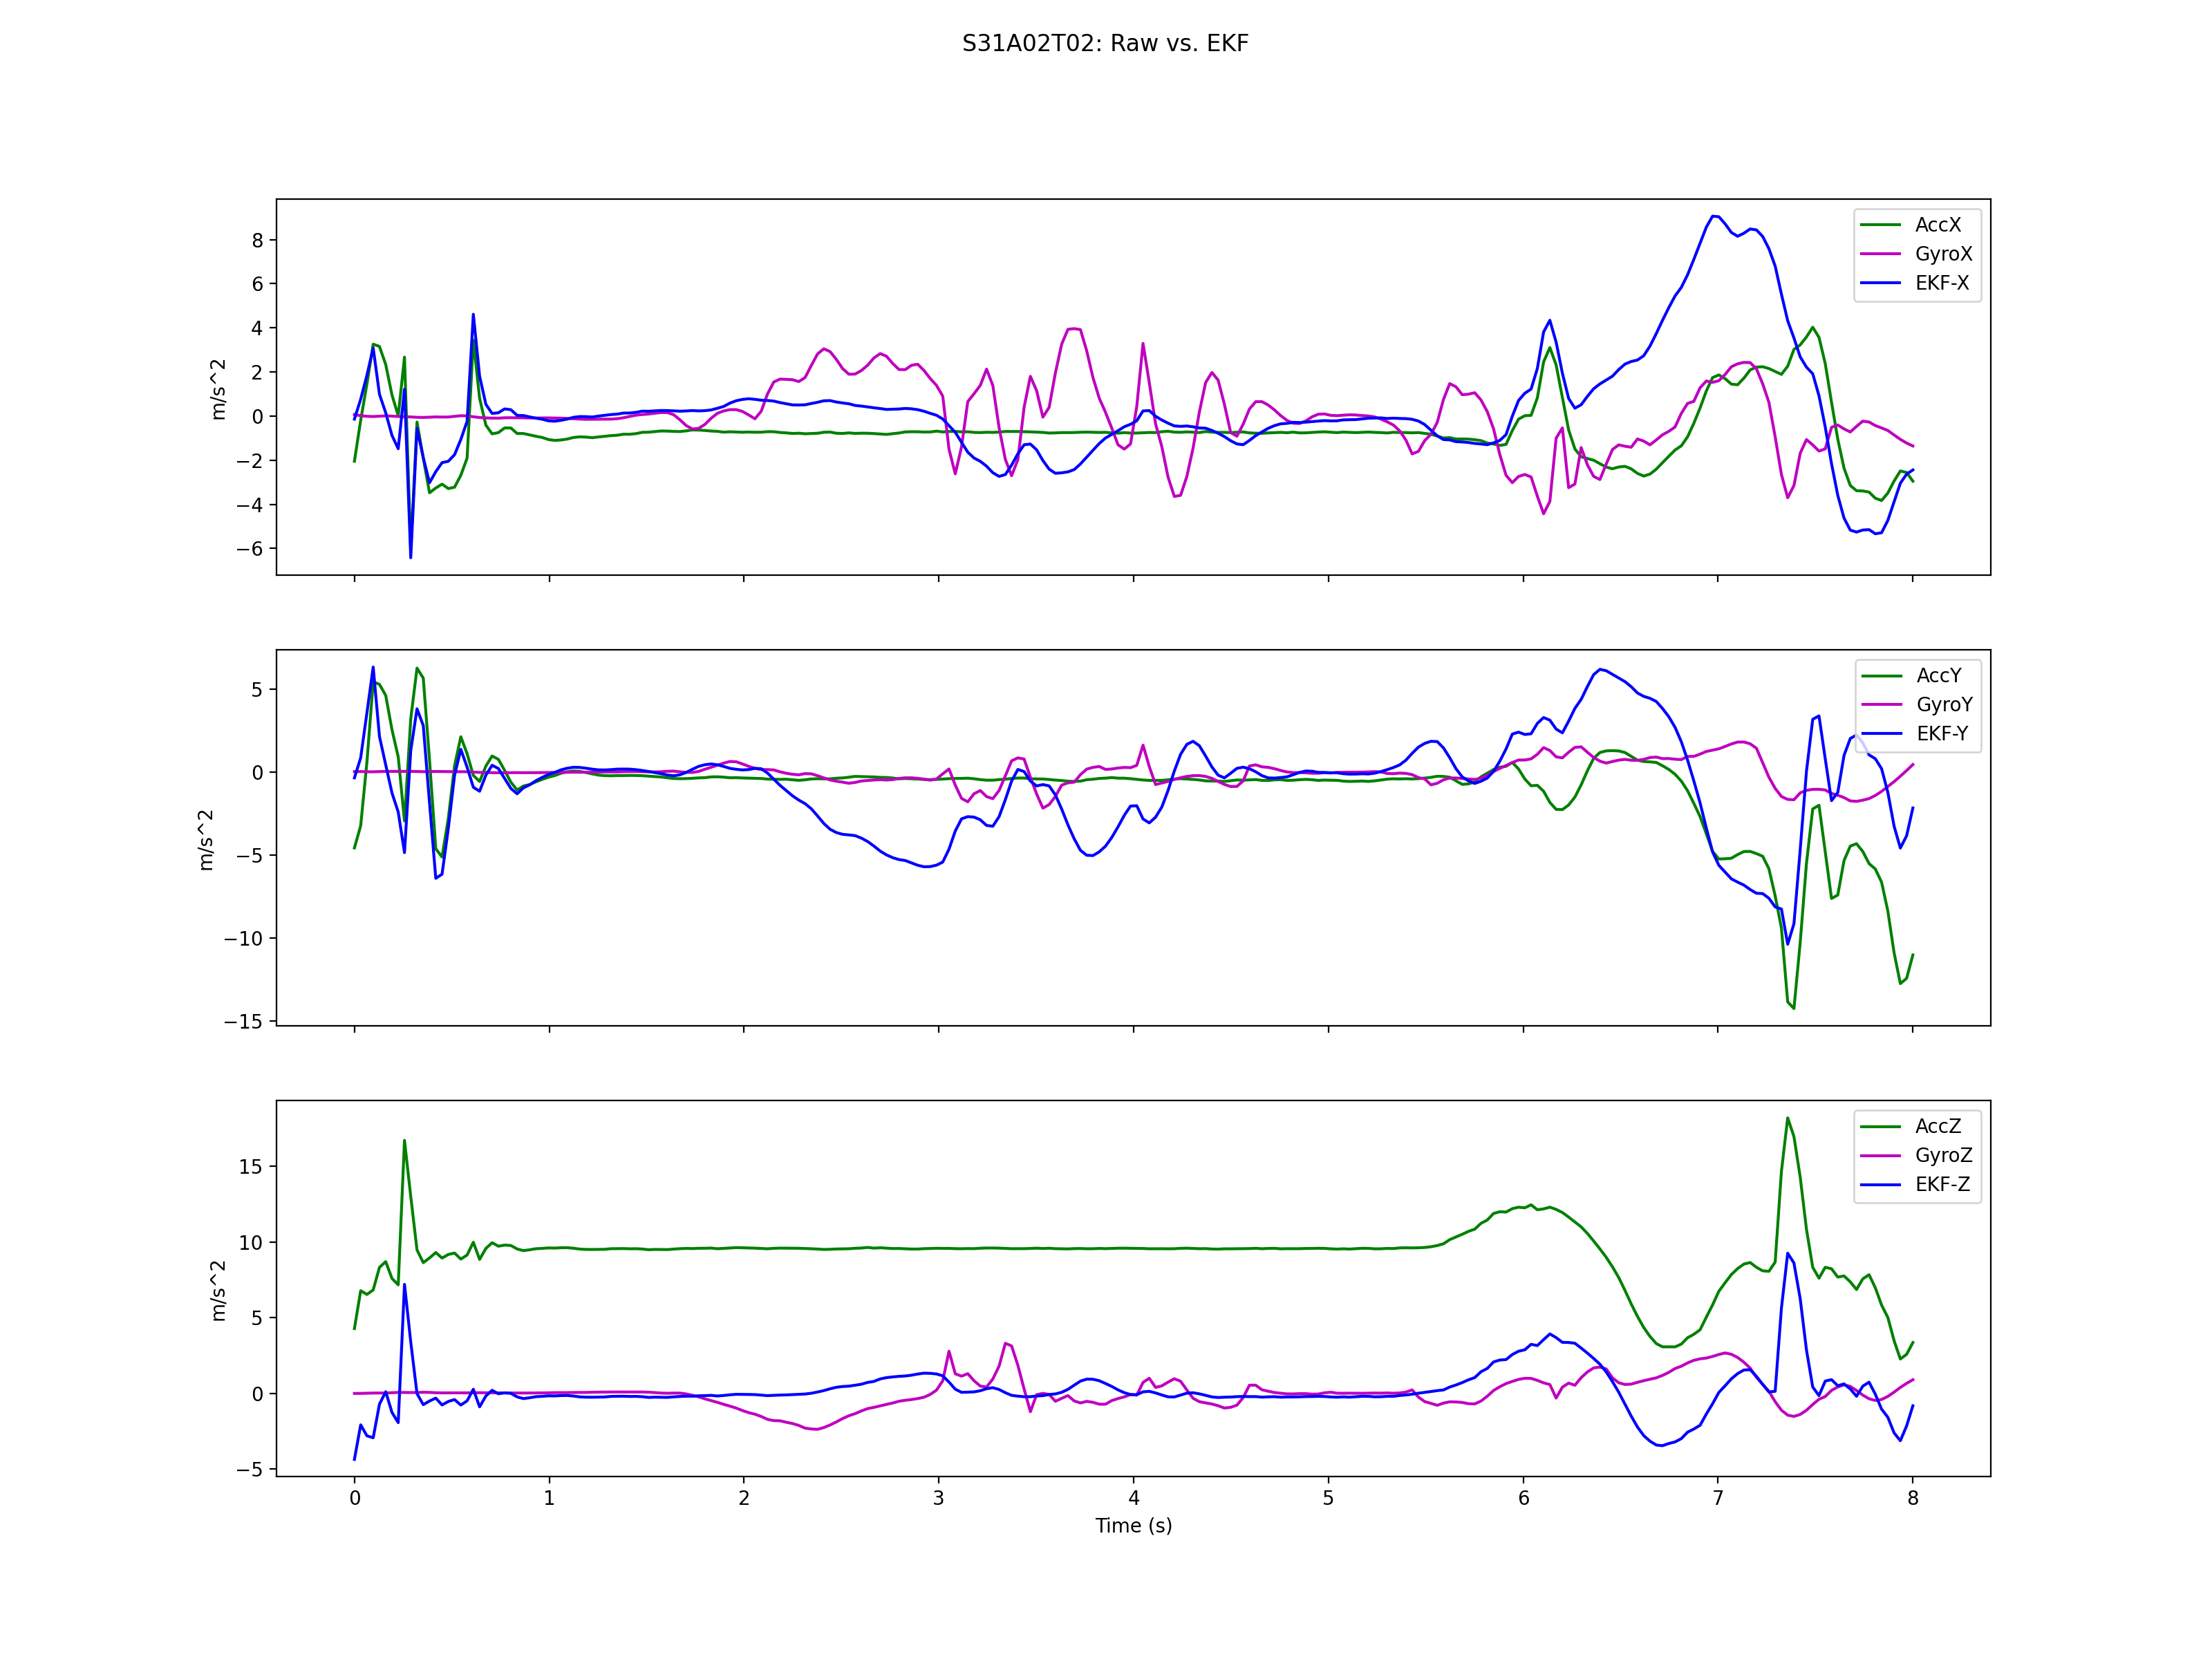 S31A02T02: Raw vs. EKF
8
6
4
2
0
−2
−4
−6
m/s^2
AccX
GyroX
EKF-X
5
0
−5
−10
−15
m/s^2
AccY
GyroY
EKF-Y
15
10
5
0
−5
m/s^2
AccZ
GyroZ
EKF-Z
0 1 2 3 4 5 6 7 8
Time (s)